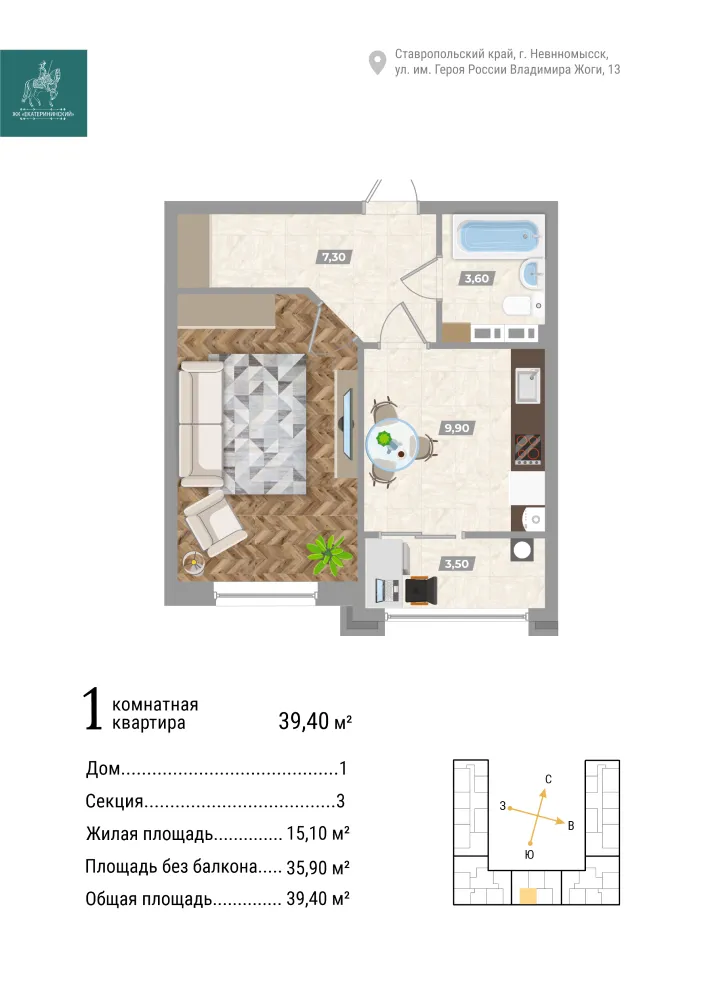 Ставропольский край, г. Невнномысск,
ул. им. Героя России Владимира Жоги, 13
ЖК «ЕКАТЕРИНИНСКИЙ»
7,30
3,60
9,90
3,50
1 комнатная
квартира
39,40 м²
Дом..........................................1
Секция.....................................3
Жилая площадь............. 15,10 м²
Площадь без балкона..... 35,90 м²
Общая площадь............. 39,40 м²
С
З
В
Ю